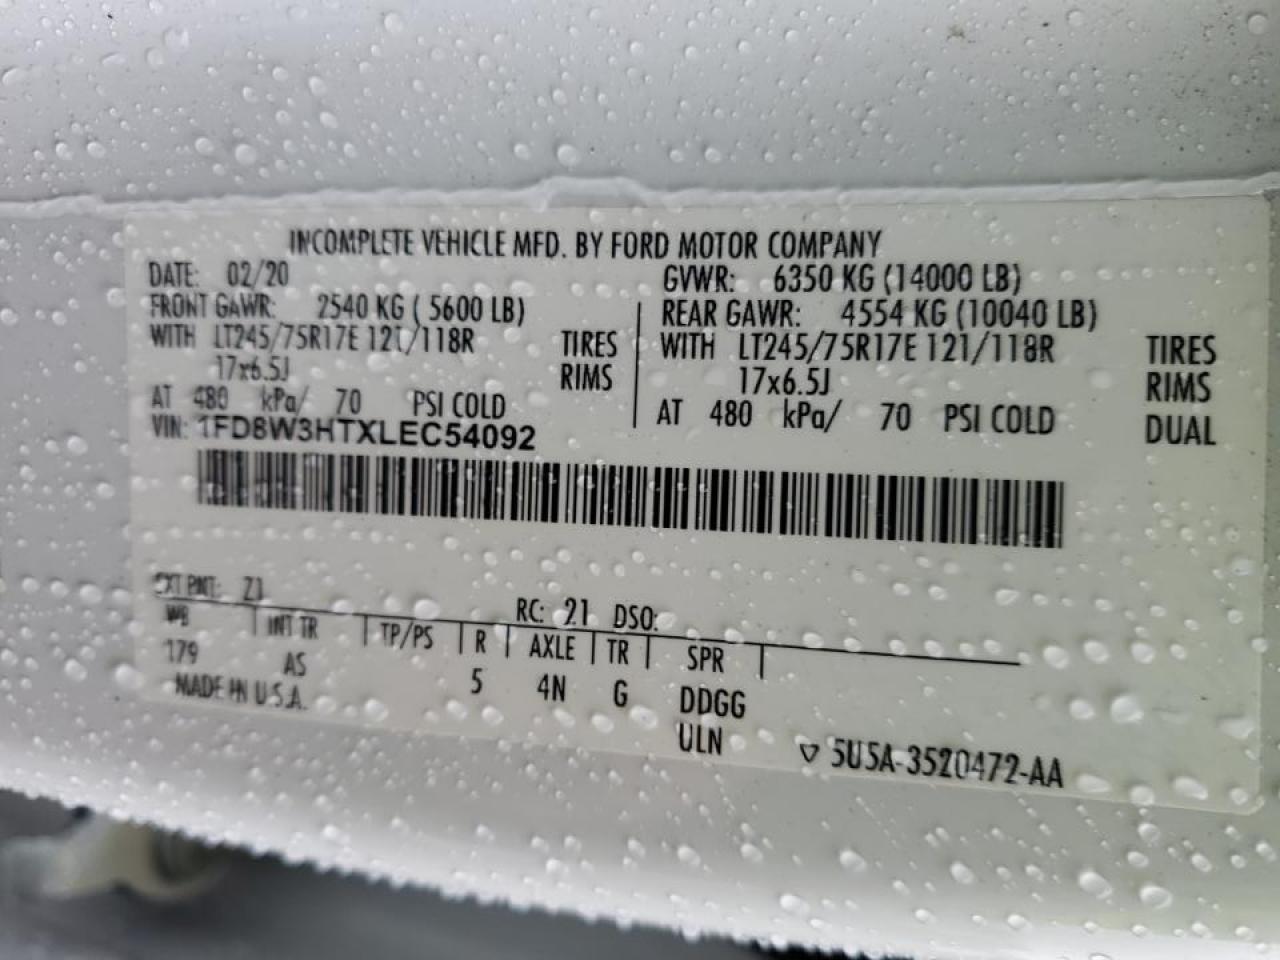 INCOMPLETE VEHICLE MFD. BY FORD MOTOR COMPANY
DATE: 02/20 GVWR: 6350 KG (14000 LB)
FRONT GAWR: 2540 KG ( 5600 LB) REAR GAWR: 4554 KG (10040 LB)
WITH LT245/75R17E 121/118R TIRES WITH LT245/75R17E 121/118R TIRES
17x6.5J RIMS 17x6.5J RIMS
AT 480 kPa/ 70 PSI COLD AT 480 kPa/ 70 PSI COLD DUAL
VIN: 1FD8W3HTXLEC54092
EXT PNT: Z1 RC: 21 DSO:
WB INT TR TP/PS R AXLE TR SPR
179 AS 5 4N G DDGG
MADE IN U.S.A. ULN
▽ 5U5A-3520472-AA